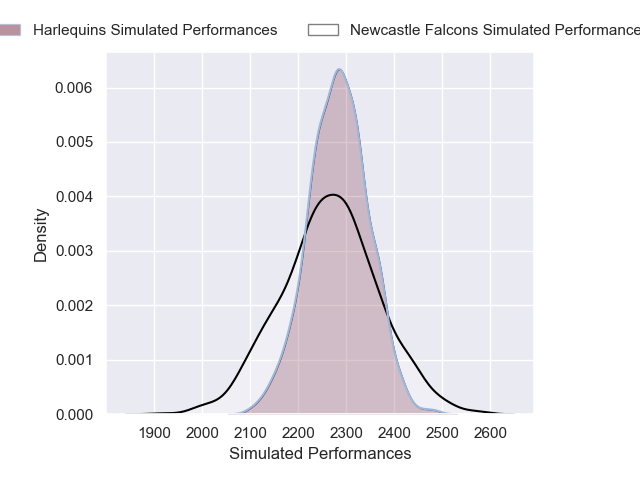 Harlequins Simulated Performances
Newcastle Falcons Simulated Performance
0.006
0.005
0.004
0.003
0.002
0.001
0.000
Density
1900 2000 2100 2200 2300 2400 2500 2600
Simulated Performances